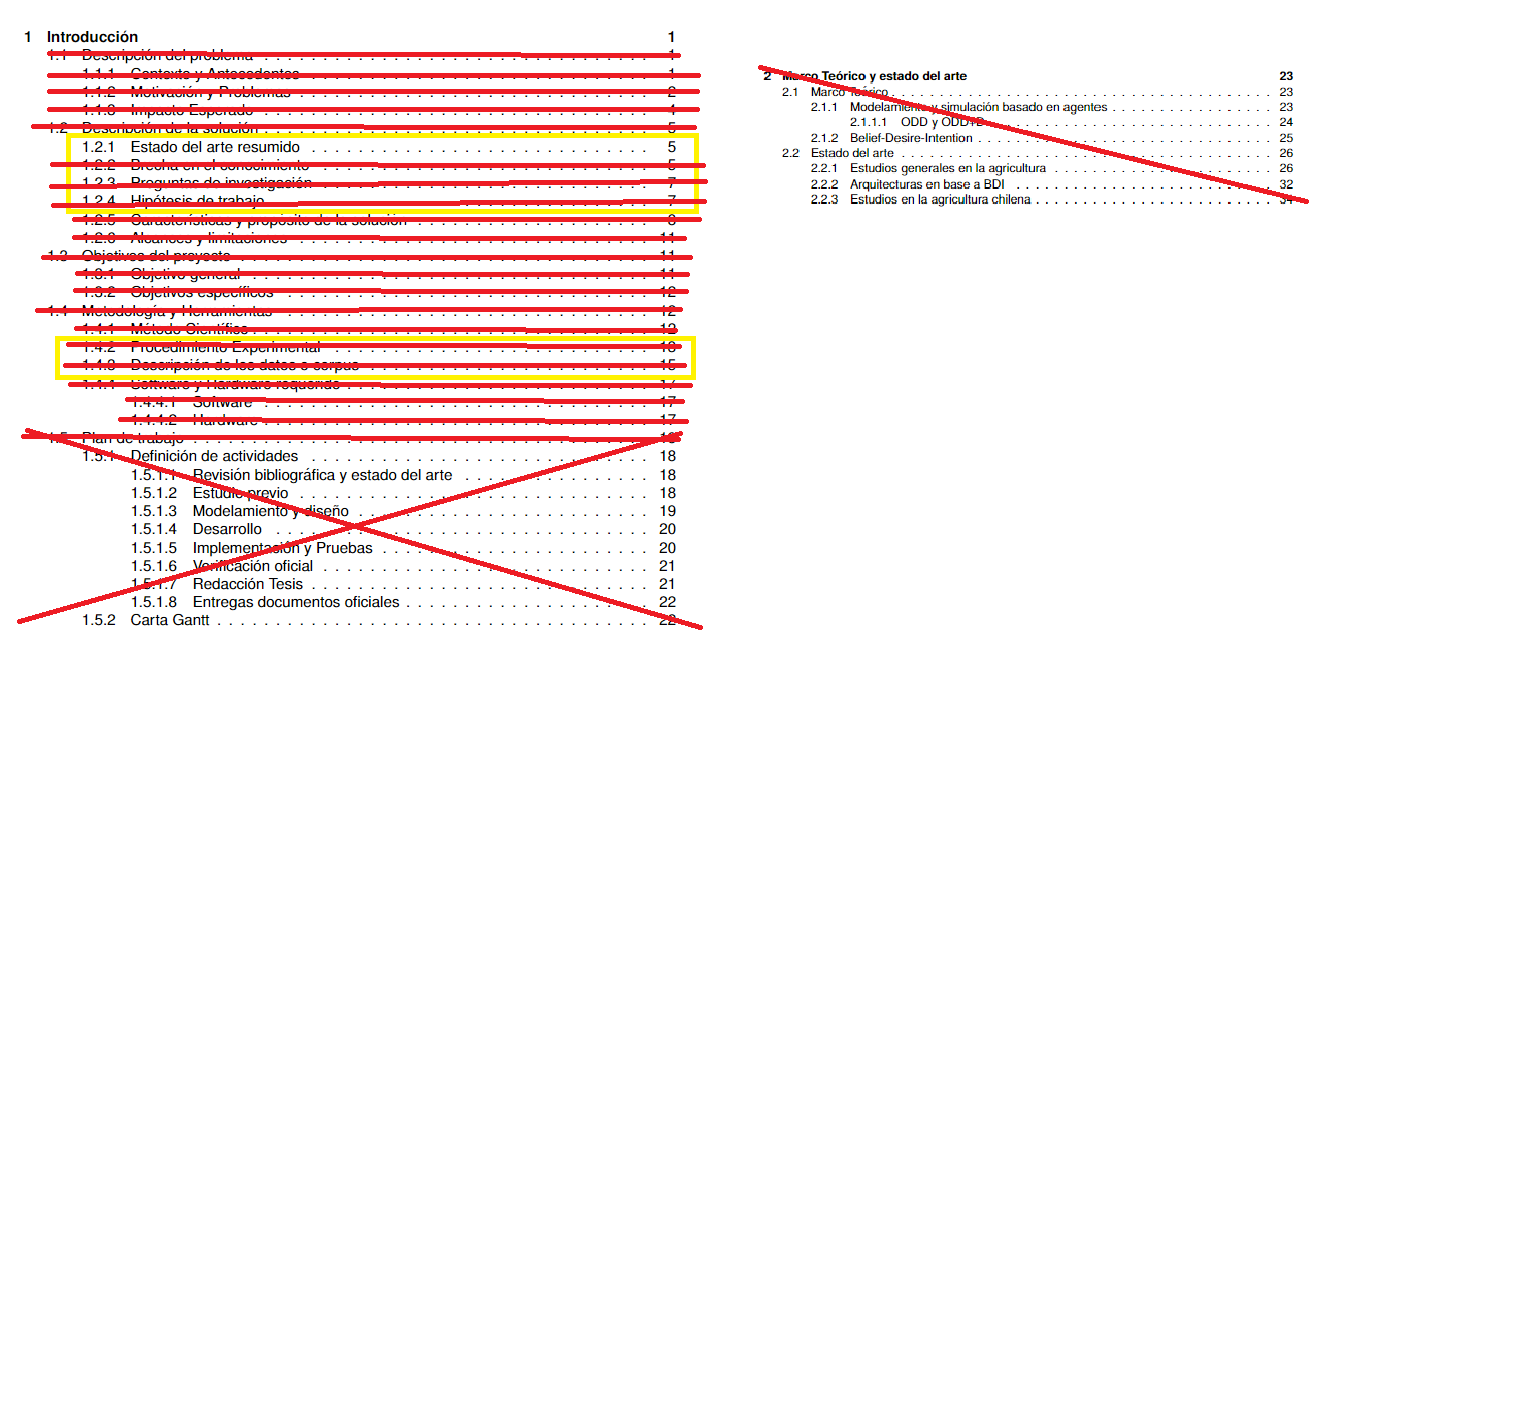 1 Introducción 1
1.1 Descripción del problema 1
1.1.1 Contexto y Antecedentes 1
1.1.2 Motivación y Problemas 2
1.1.3 Impacto Esperado 4
1.2 Descripción de la solución 5
1.2.1 Estado del arte resumido 5
1.2.2 Brecha en el conocimiento 5
1.2.3 Preguntas de investigación 7
1.2.4 Hipótesis de trabajo 7
1.2.5 Características y propósito de la solución 8
1.2.6 Alcances y limitaciones 11
1.3 Objetivos del proyecto 11
1.3.1 Objetivo general 11
1.3.2 Objetivos específicos 12
1.4 Metodología y Herramientas 12
1.4.1 Método Científico 12
1.4.2 Procedimiento Experimental 13
1.4.3 Descripción de los datos o corpus 15
1.4.4 Software y Hardware requerido 17
1.4.4.1 Software 17
1.4.4.2 Hardware 17
1.5 Plan de trabajo 18
1.5.1 Definición de actividades 18
1.5.1.1 Revisión bibliográfica y estado del arte 18
1.5.1.2 Estudio previo 18
1.5.1.3 Modelamiento y diseño 19
1.5.1.4 Desarrollo 20
1.5.1.5 Implementación y Pruebas 20
1.5.1.6 Verificación oficial 21
1.5.1.7 Redacción Tesis 21
1.5.1.8 Entregas documentos oficiales 22
1.5.2 Carta Gantt 22
2 Marco Teórico y estado del arte 23
2.1 Marco Teórico 23
2.1.1 Modelamiento y simulación basado en agentes 23
2.1.1.1 ODD y ODD+D 24
2.1.2 Belief-Desire-Intention 25
2.2 Estado del arte 26
2.2.1 Estudios generales en la agricultura 26
2.2.2 Arquitecturas en base a BDI 32
2.2.3 Estudios en la agricultura chilena 34